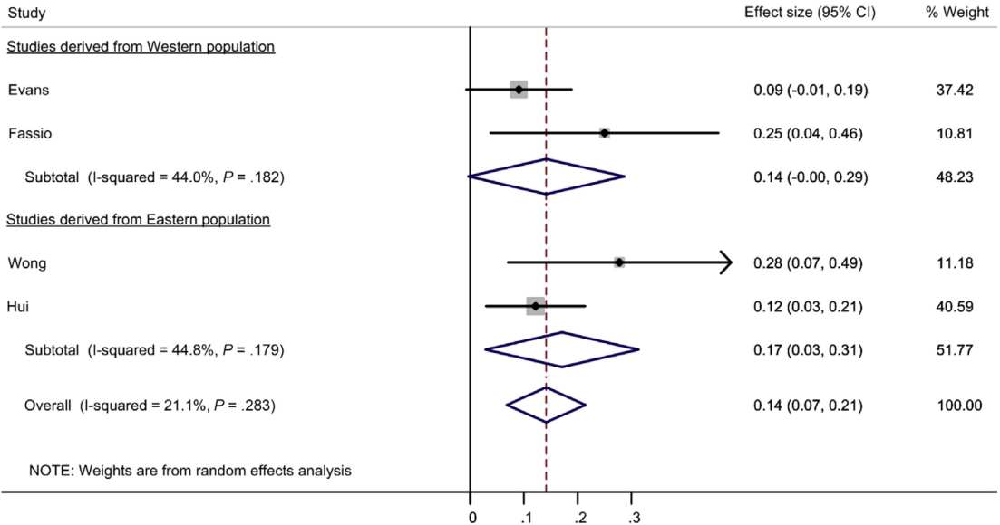 Study Effect size (95% CI) % Weight
Studies derived from Western population
Evans 0.09 (-0.01, 0.19) 37.42
Fassio 0.25 (0.04, 0.46) 10.81
Subtotal (I-squared = 44.0%, P = .182) 0.14 (-0.00, 0.29) 48.23
Studies derived from Eastern population
Wong 0.28 (0.07, 0.49) 11.18
Hui 0.12 (0.03, 0.21) 40.59
Subtotal (I-squared = 44.8%, P = .179) 0.17 (0.03, 0.31) 51.77
Overall (I-squared = 21.1%, P = .283) 0.14 (0.07, 0.21) 100.00
NOTE: Weights are from random effects analysis
0 .1 .2 .3